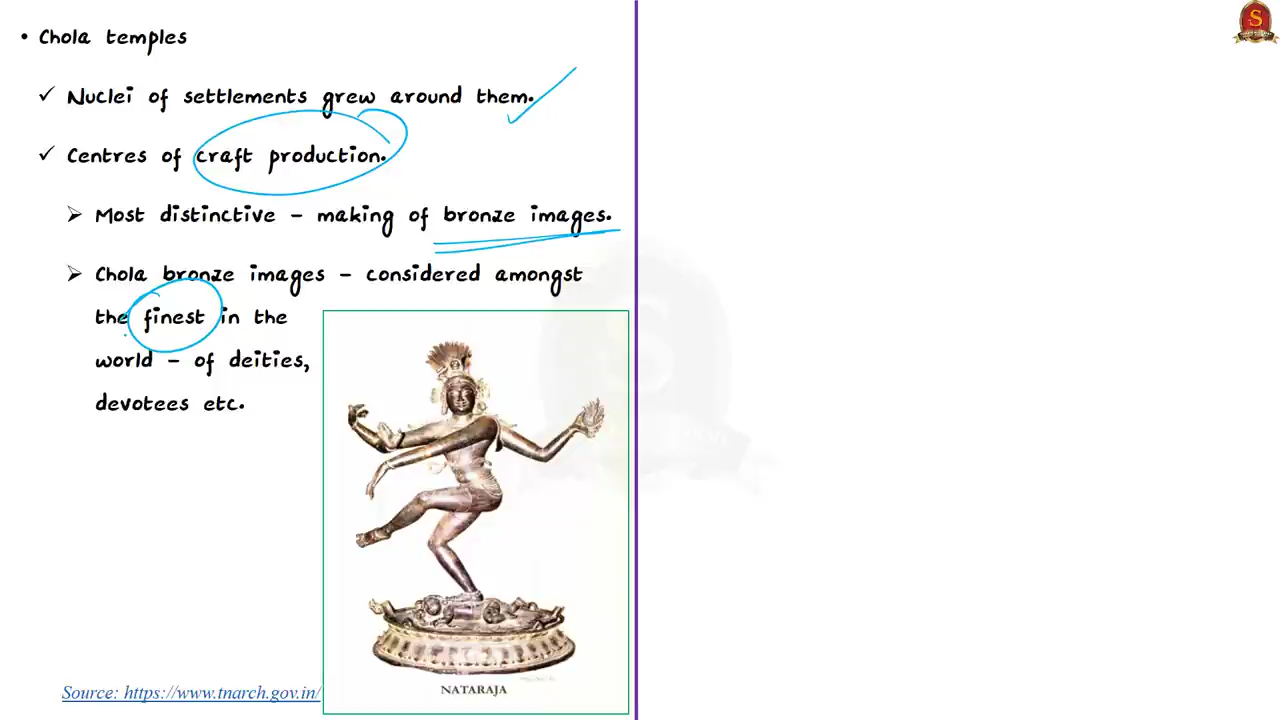 • Chola temples
✓ Nuclei of settlements grew around them.
✓ Centres of craft production.
➢ Most distinctive – making of bronze images.
➢ Chola bronze images – considered amongst
the finest in the
world – of deities,
devotees etc.
NATARAJA
Source: https://www.tnarch.gov.in/
S